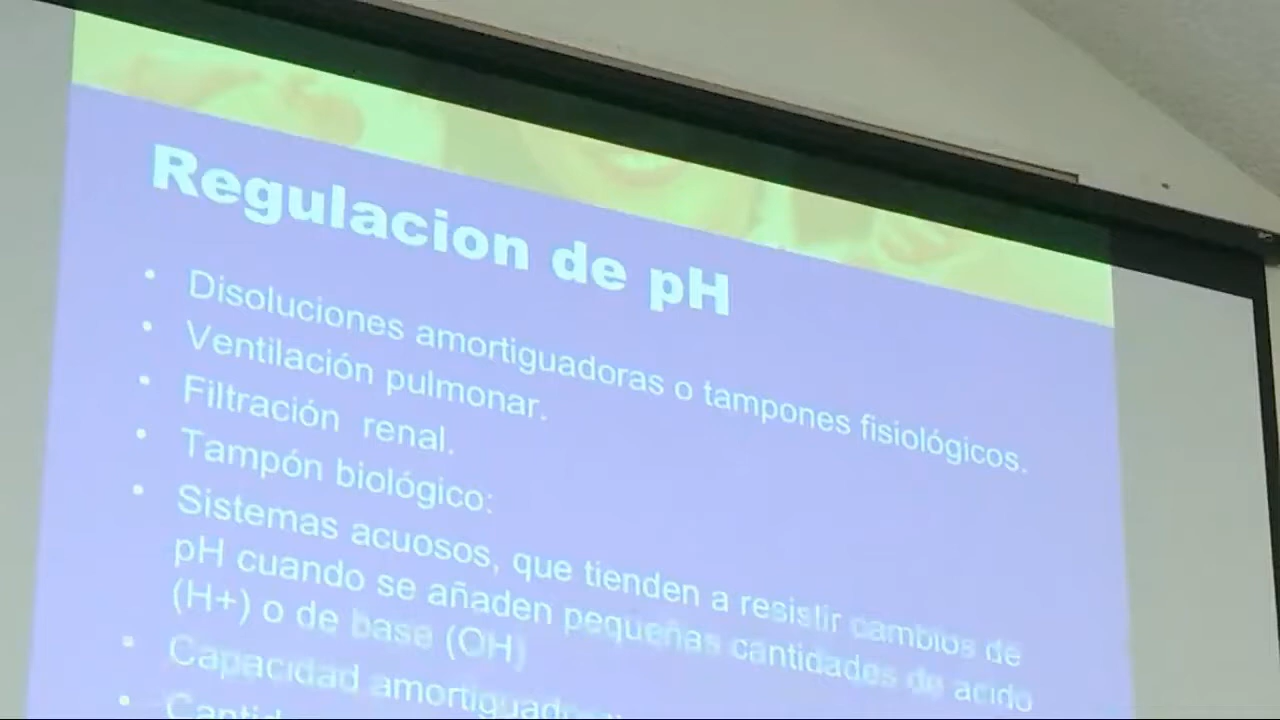 Regulacion de pH
• Disoluciones amortiguadoras o tampones fisiológicos.
• Ventilación pulmonar.
• Filtración renal.
• Tampón biológico:
• Sistemas acuosos, que tienden a resistir cambios de
pH cuando se añaden pequeñas cantidades de acido
(H+) o de base (OH)
• Capacidad
•